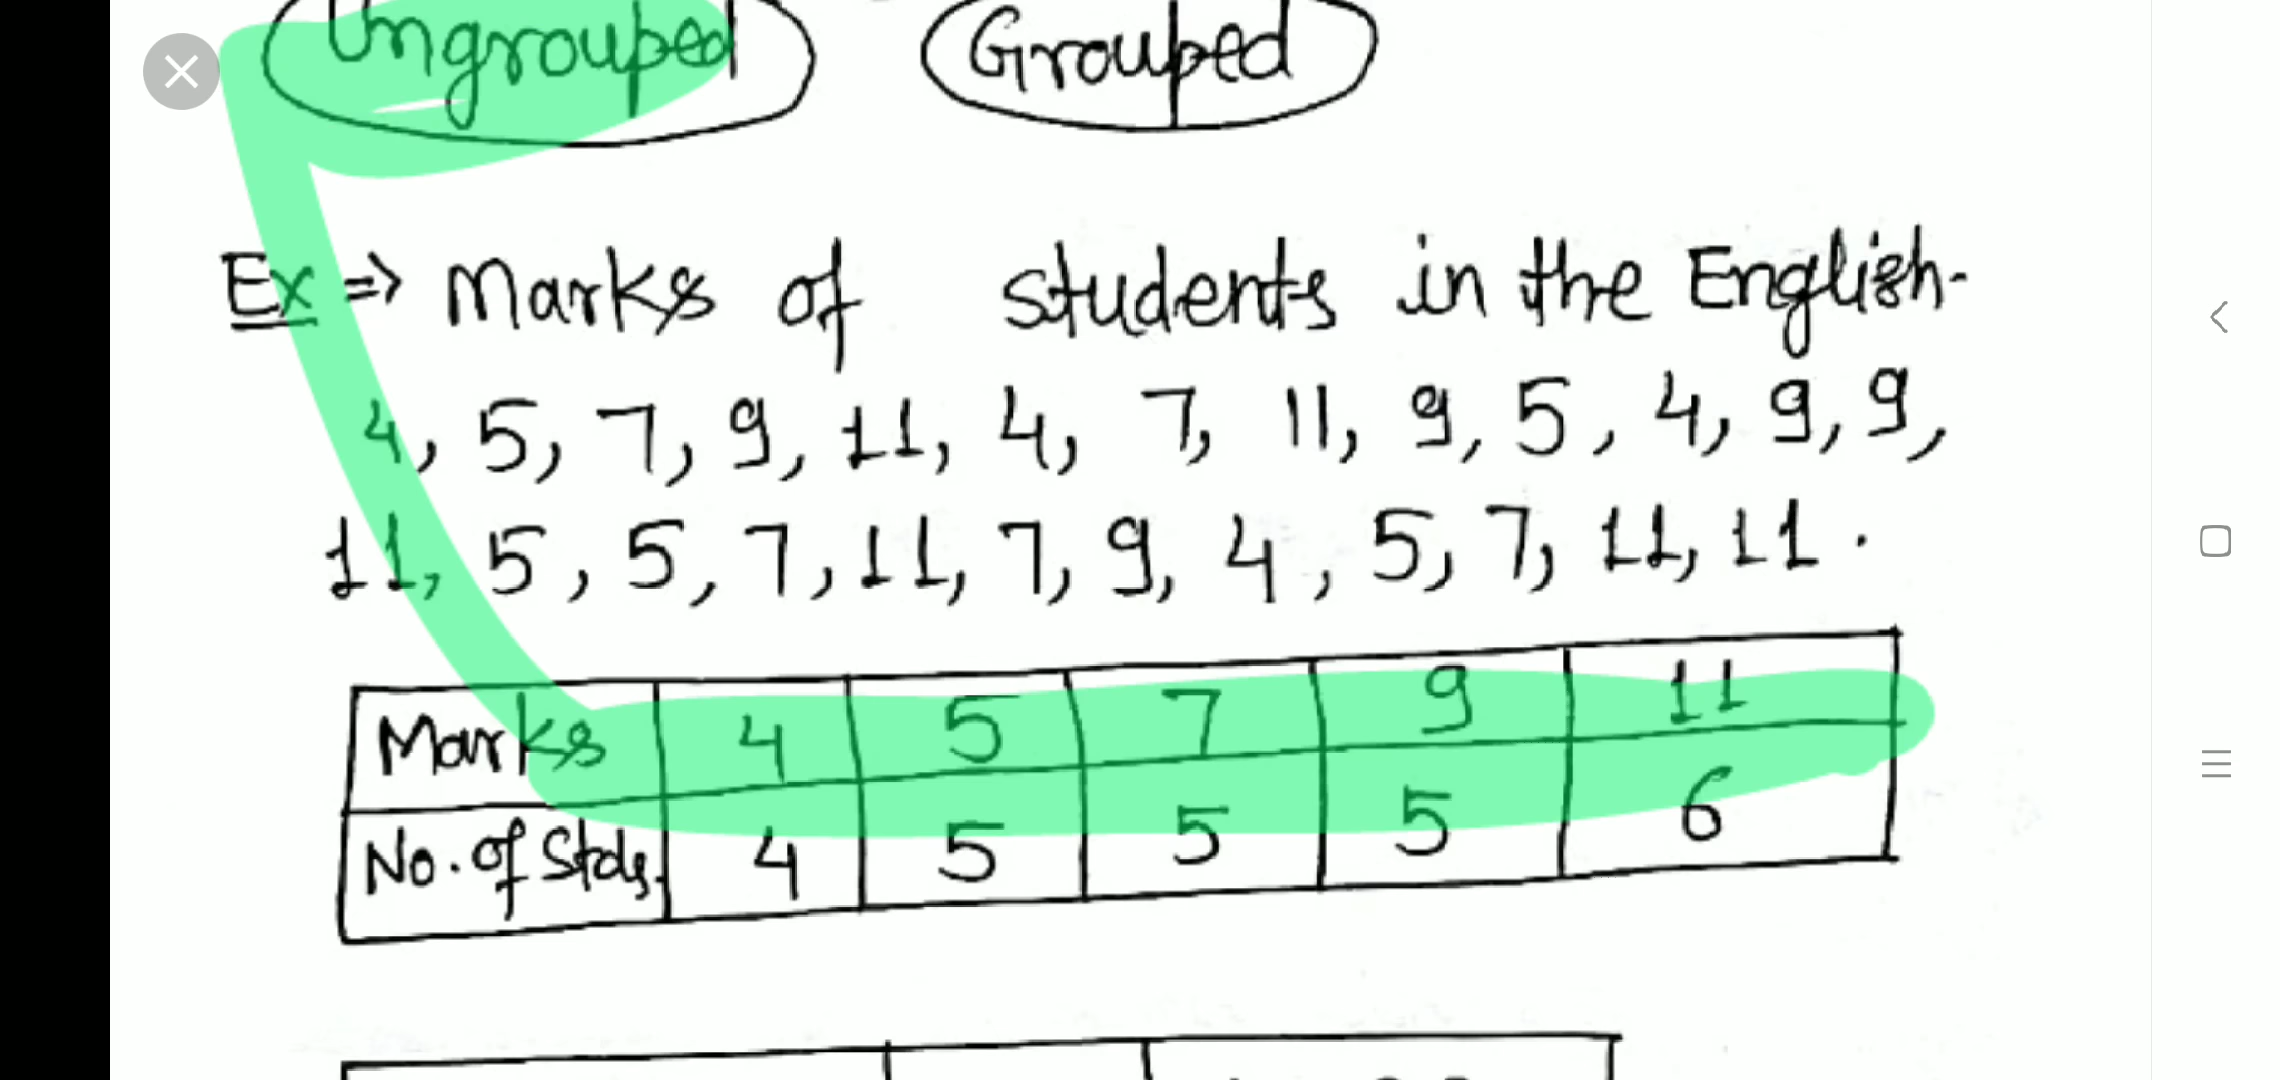 Ungrouped Grouped
Ex => Marks of students in the English-
4, 5, 7, 9, 11, 4, 7, 11, 9, 5, 4, 9, 9,
11, 5, 5, 7, 11, 7, 9, 4, 5, 7, 11, 11.
Marks 4 5 7 9 11
No. of Stds. 4 5 5 5 6